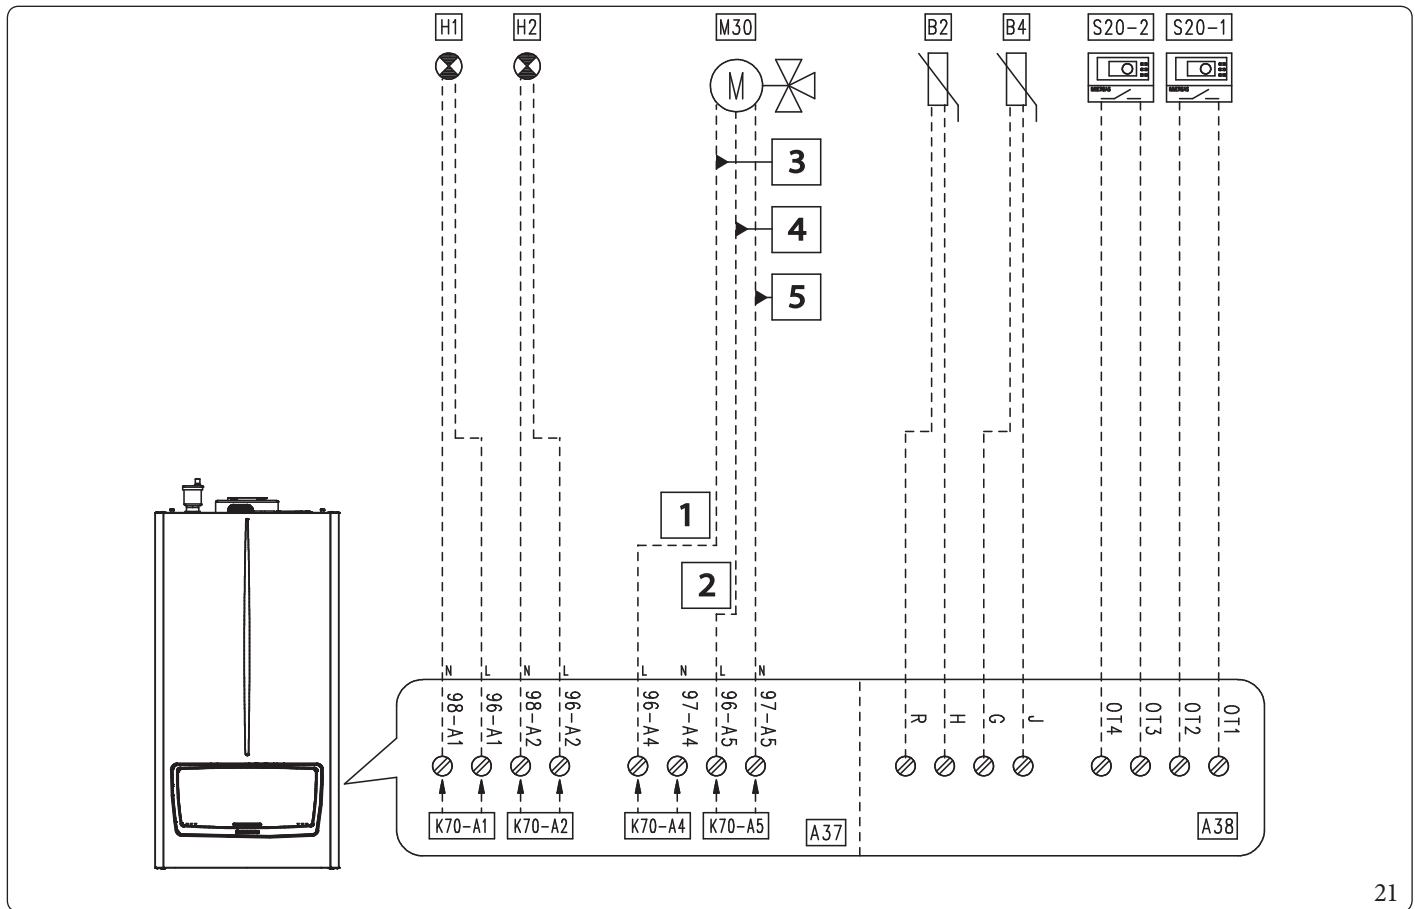 H1 H2 M30 B2 B4 S20-2 S20-1
M
3
4
5
1
2
N L N L L N L N
98-A1 96-A1 98-A2 96-A2 96-A4 97-A4 96-A5 97-A5 R H G J OT4 OT3 OT2 OT1
K70-A1 K70-A2 K70-A4 K70-A5 A37 A38
21